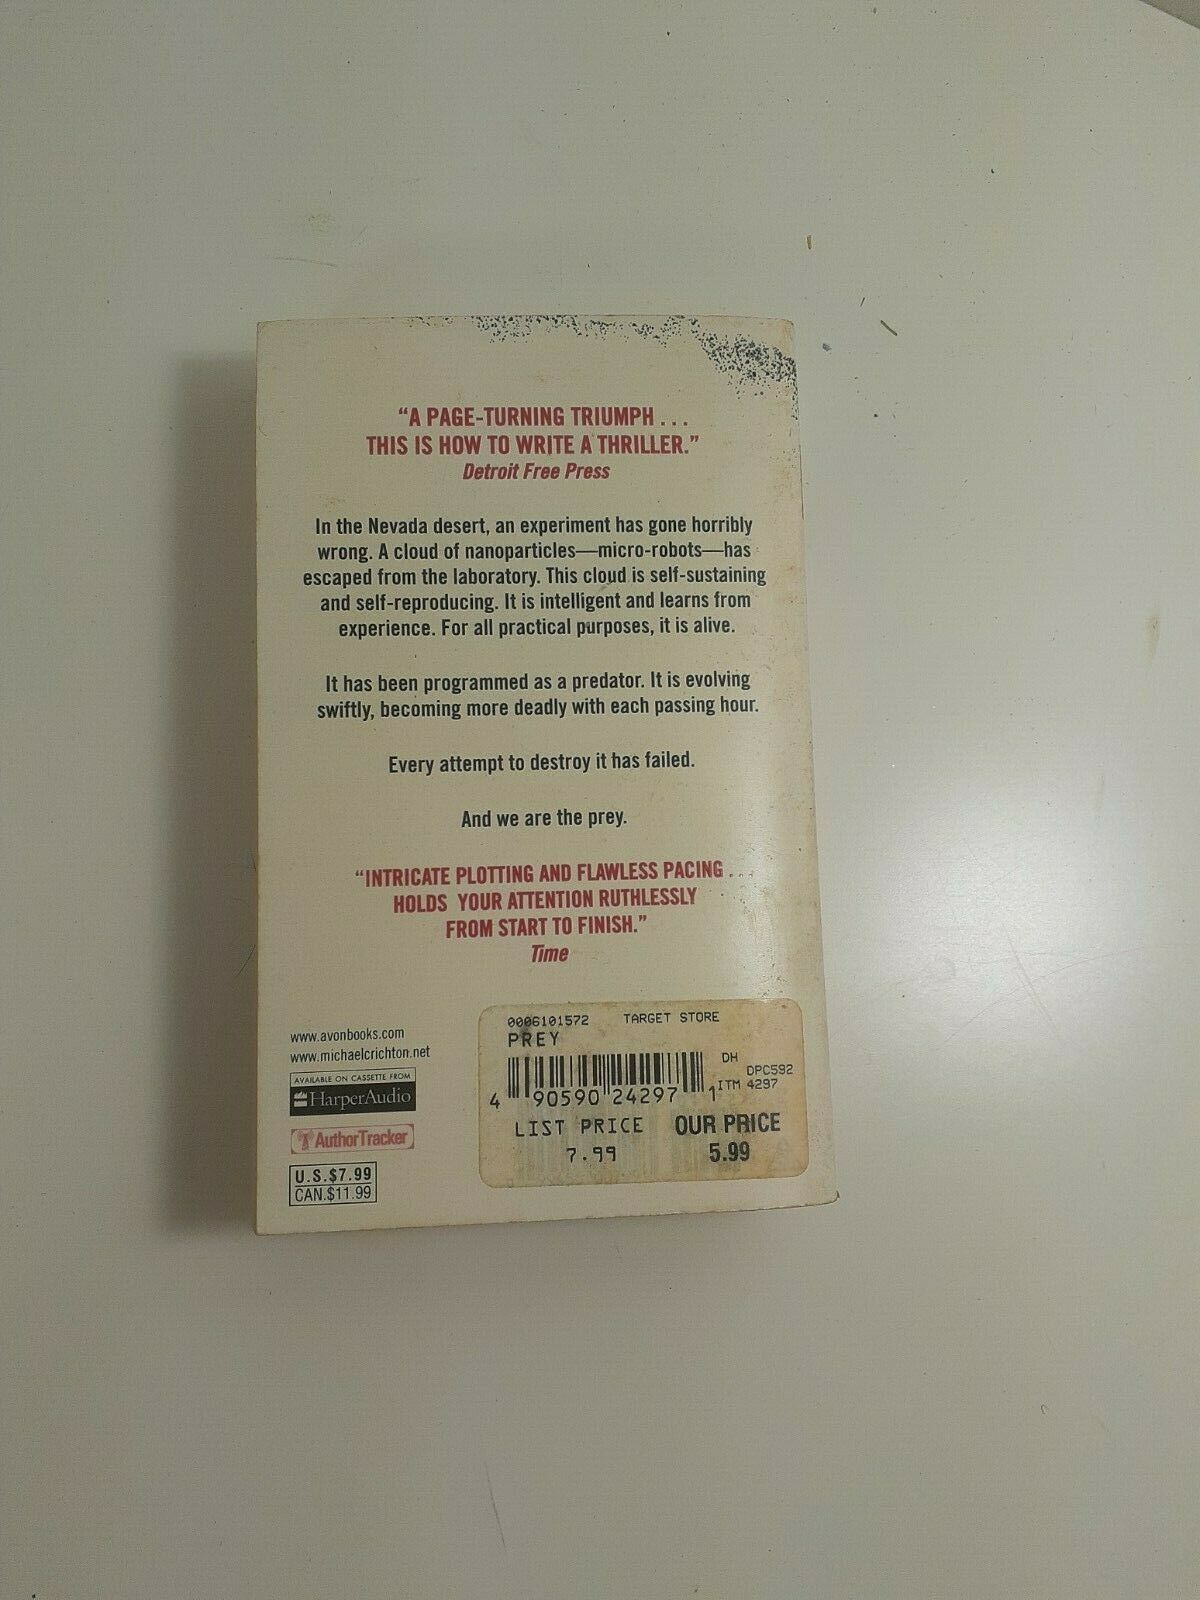 “A PAGE-TURNING TRIUMPH . . .
THIS IS HOW TO WRITE A THRILLER.”
Detroit Free Press
In the Nevada desert, an experiment has gone horribly
wrong. A cloud of nanoparticles—micro-robots—has
escaped from the laboratory. This cloud is self-sustaining
and self-reproducing. It is intelligent and learns from
experience. For all practical purposes, it is alive.
It has been programmed as a predator. It is evolving
swiftly, becoming more deadly with each passing hour.
Every attempt to destroy it has failed.
And we are the prey.
“INTRICATE PLOTTING AND FLAWLESS PACING . . .
HOLDS YOUR ATTENTION RUTHLESSLY
FROM START TO FINISH.”
Time
www.avonbooks.com
www.michaelcrichton.net
AVAILABLE ON CASSETTE FROM
HarperAudio
AuthorTracker
U.S.$7.99
CAN.$11.99
0006101572 TARGET STORE
PREY
DH
DPC592
ITM 4297
4 90590 24297 1
LIST PRICE OUR PRICE
7.99 5.99